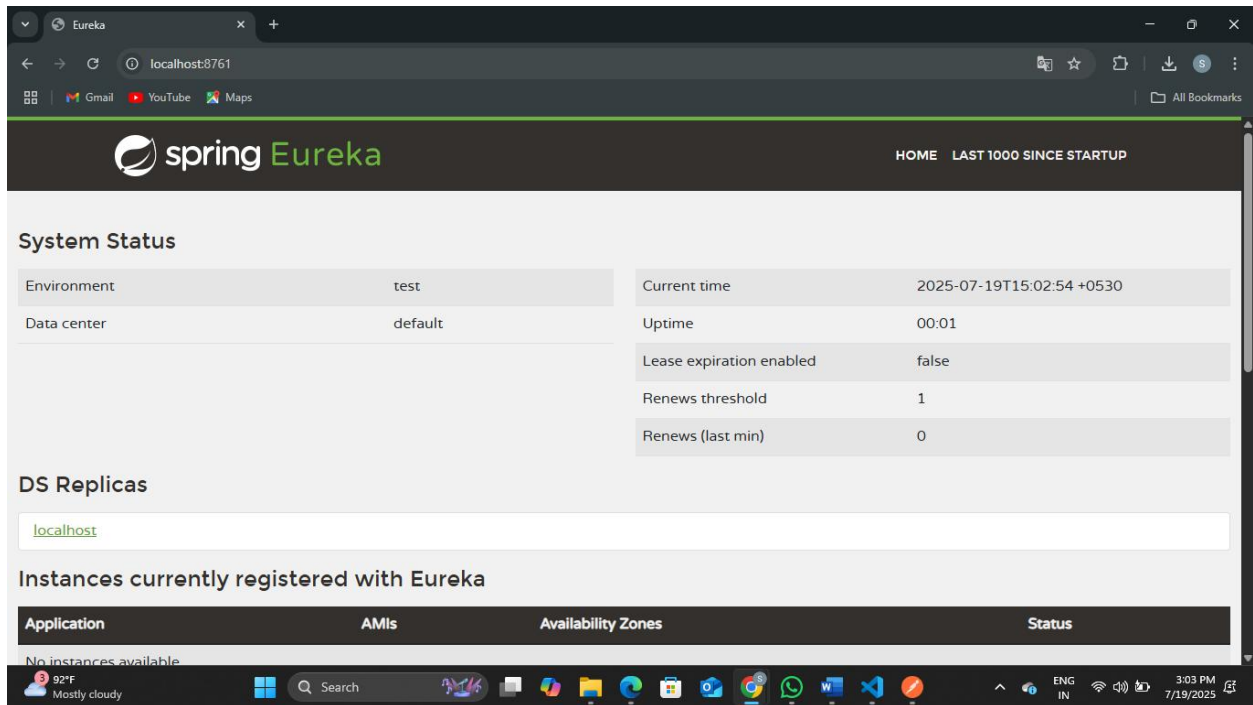 Eureka
localhost:8761
S
Gmail YouTube Maps All Bookmarks
spring Eureka
HOME LAST 1000 SINCE STARTUP
System Status
Environment test Current time 2025-07-19T15:02:54 +0530
Data center default Uptime 00:01
Lease expiration enabled false
Renews threshold 1
Renews (last min) 0
DS Replicas
localhost
Instances currently registered with Eureka
Application AMIs Availability Zones Status
No instances available
3 92°F Search ENG 3:03 PM
Mostly cloudy IN 7/19/2025